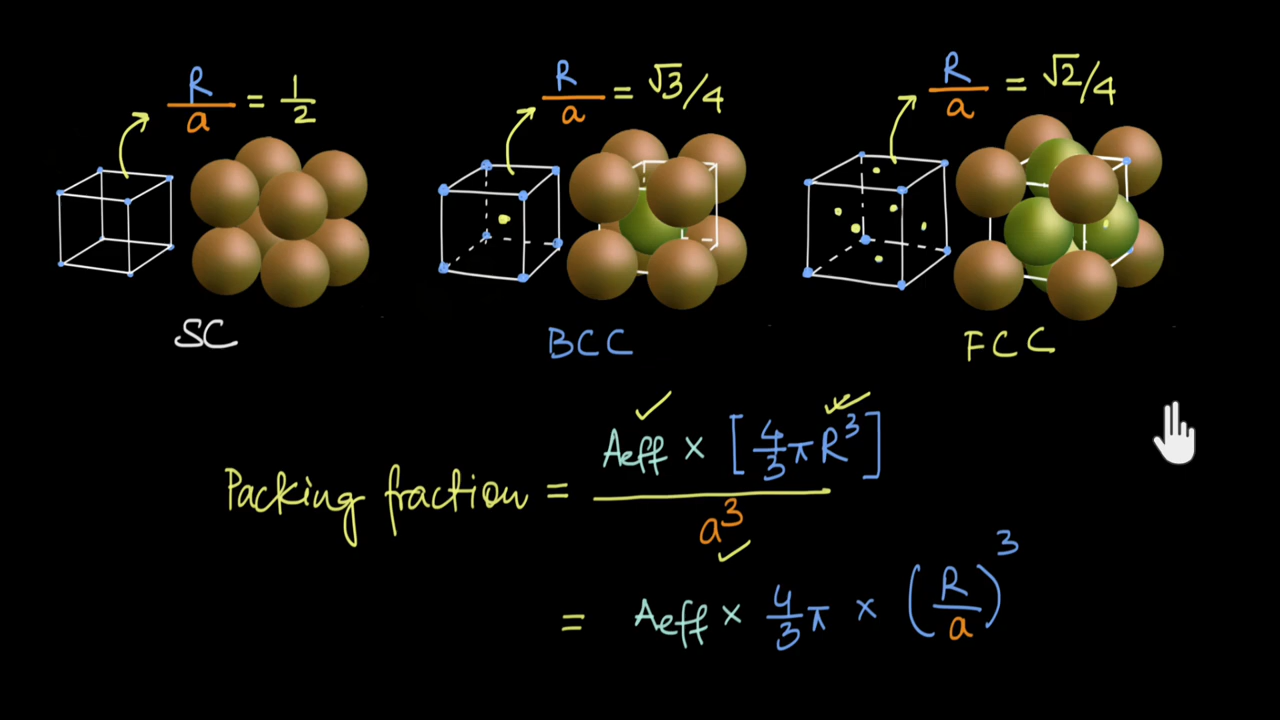 R/a = 1/2
R/a = √3/4
R/a = √2/4
SC
BCC
FCC
Packing fraction = Aeff × [4/3 π R³] / a³
= Aeff × 4/3 π × (R/a)³